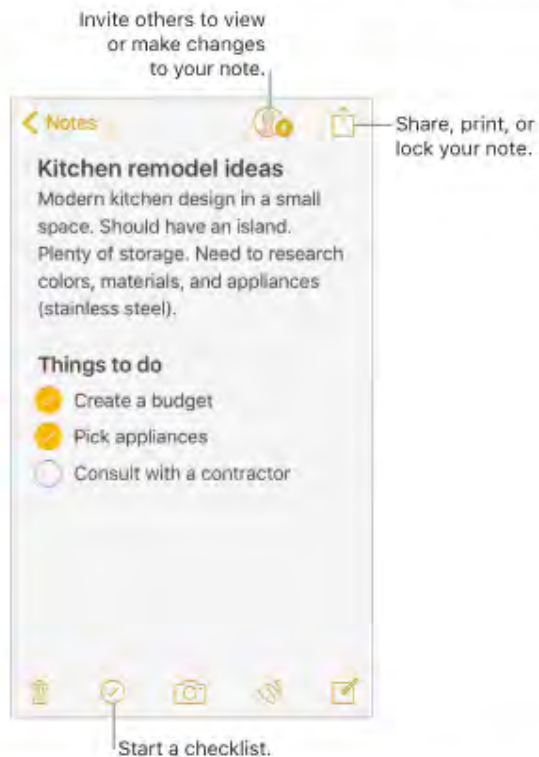 Invite others to view
or make changes
to your note.
Notes
Share, print, or
lock your note.
Kitchen remodel ideas
Modern kitchen design in a small
space. Should have an island.
Plenty of storage. Need to research
colors, materials, and appliances
(stainless steel).
Things to do
Create a budget
Pick appliances
Consult with a contractor
Start a checklist.